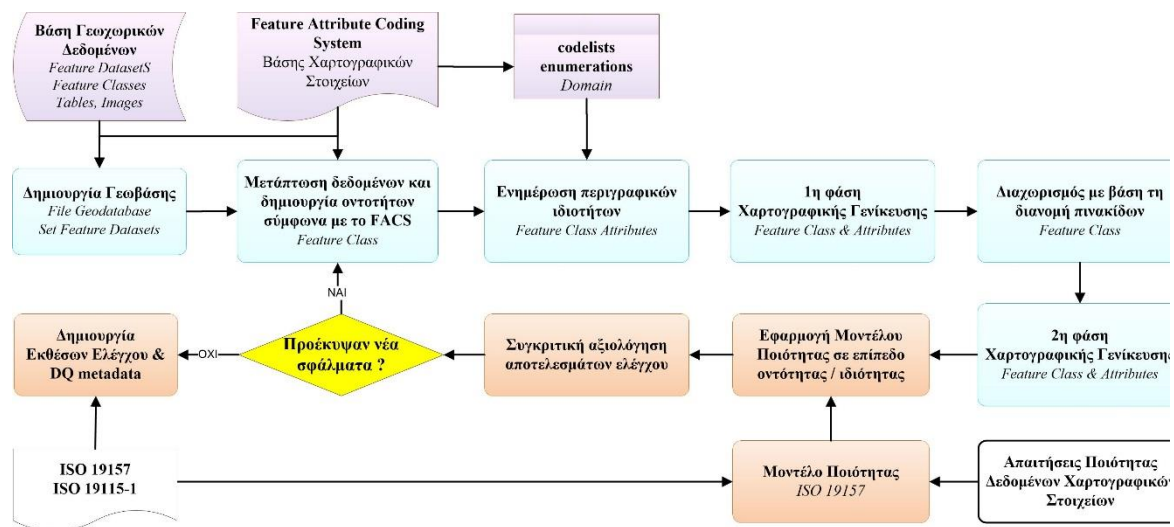 Βάση Γεωχωρικών
Δεδομένων
Feature DatasetS
Feature Classes
Tables, Images
Feature Attribute Coding
System
Βάσης Χαρτογραφικών
Στοιχείων
codelists
enumerations
Domain
Δημιουργία Γεωβάσης
File Geodatabase
Set Feature Datasets
Μετάπτωση δεδομένων και
δημιουργία οντοτήτων
σύμφωνα με το FACS
Feature Class
Ενημέρωση περιγραφικών
ιδιοτήτων
Feature Class Attributes
1η φάση
Χαρτογραφικής Γενίκευσης
Feature Class & Attributes
Διαχωρισμός με βάση τη
διανομή πινακίδων
Feature Class
ΝΑΙ
Δημιουργία
Εκθέσων Ελέγχου &
DQ metadata
ΟΧΙ
Προέκυψαν νέα
σφάλματα ?
Συγκριτική αξιολόγηση
αποτελεσμάτων ελέγχου
Εφαρμογή Μοντέλου
Ποιότητας σε επίπεδο
οντότητας / ιδιότητας
2η φάση
Χαρτογραφικής Γενίκευσης
Feature Class & Attributes
ISO 19157
ISO 19115-1
Μοντέλο Ποιότητας
ISO 19157
Απαιτήσεις Ποιότητας
Δεδομένων Χαρτογραφικών
Στοιχείων